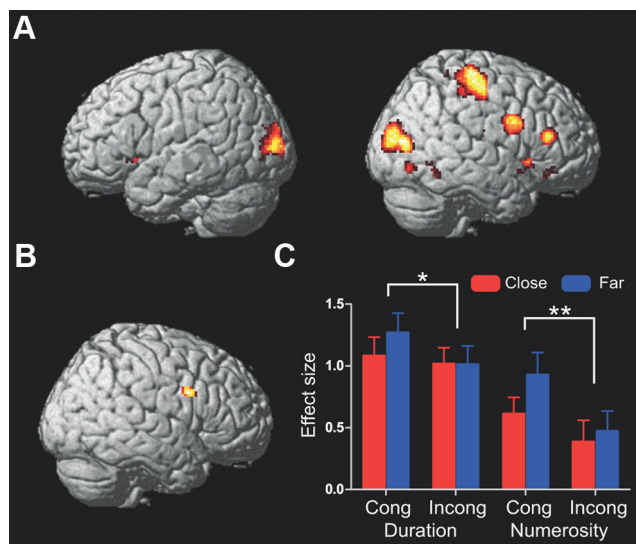 A
B
C
Close Far
* **
1.5
1.0
0.5
0.0
Effect size
Cong Incong Cong Incong
Duration Numerosity